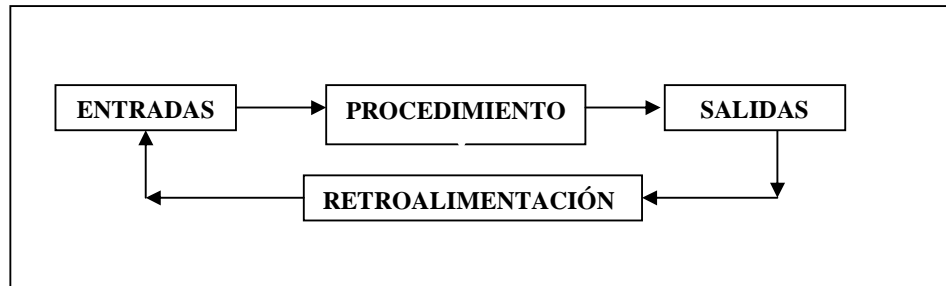 ENTRADAS
PROCEDIMIENTO
SALIDAS
RETROALIMENTACIÓN